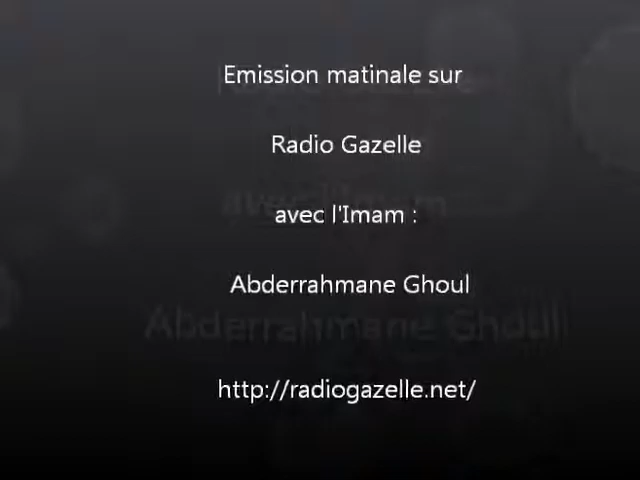 Emission matinale sur
Radio Gazelle
avec l'Imam :
Abderrahmane Ghoul
http://radiogazelle.net/